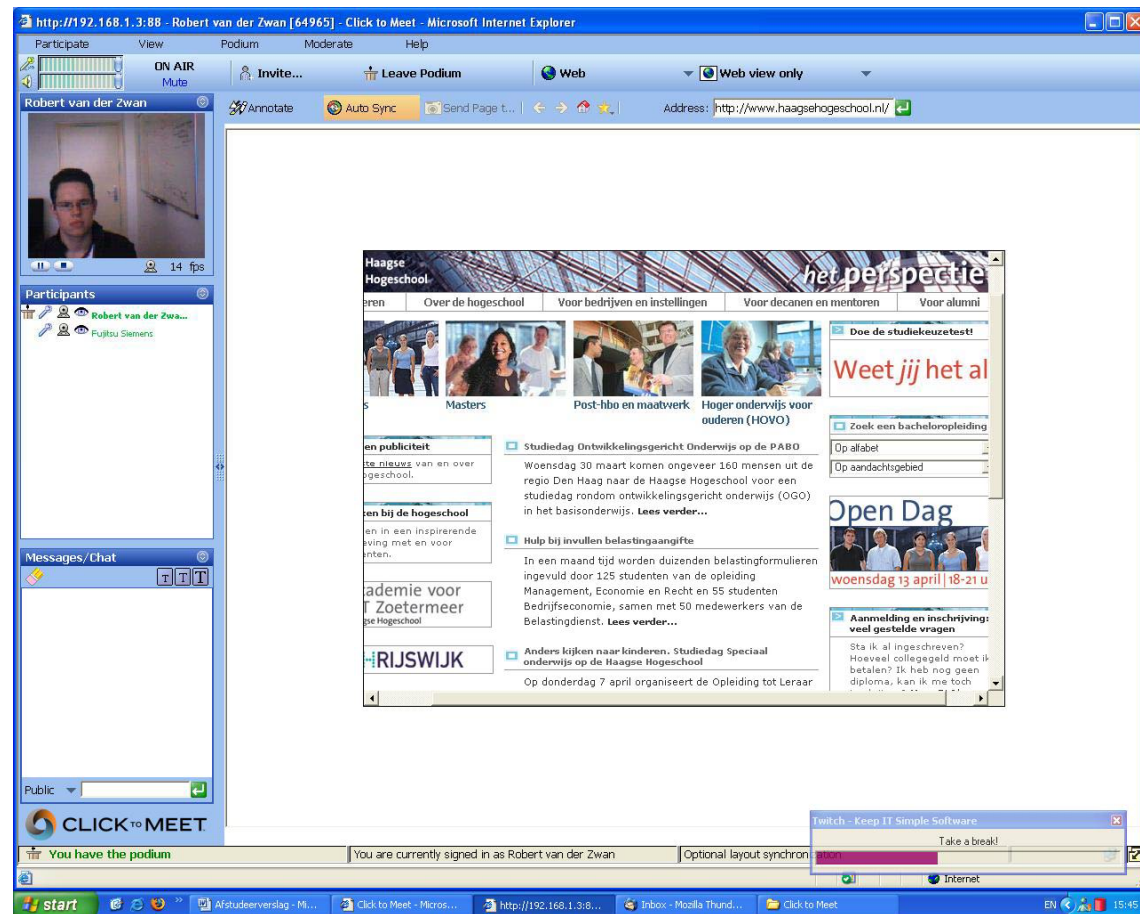 http://192.168.1.3:88 - Robert van der Zwan [64965] - Click to Meet - Microsoft Internet Explorer
Participate View Podium Moderate Help
ON AIR
Mute
Invite... Leave Podium Web Web view only
Robert van der Zwan
Annotate Auto Sync Send Page t... Address: http://www.haagsehogeschool.nl/
14 fps
Participants
Robert van der Zwa...
Fujitsu Siemens
Messages/Chat
T T T
Public
CLICK TO MEET
Haagse
Hogeschool
het perspectie
eren Over de hogeschool Voor bedrijven en instellingen Voor decanen en mentoren Voor alumni
s Masters Post-hbo en maatwerk Hoger onderwijs voor
ouderen (HOVO)
en publiciteit
ste nieuws van en over
ogeschool.
ken bij de hogeschool
en in een inspirerende
eving met en voor
enten.
cademie voor
T Zoetermeer
gse Hogeschool
RIJSWIJK
Studiedag Ontwikkelingsgericht Onderwijs op de PABO
Woensdag 30 maart komen ongeveer 160 mensen uit de
regio Den Haag naar de Haagse Hogeschool voor een
studiedag rondom ontwikkelingsgericht onderwijs (OGO)
in het basisonderwijs. Lees verder...
Hulp bij invullen belastingaangifte
In een maand tijd worden duizenden belastingformulieren
ingevuld door 125 studenten van de opleiding
Management, Economie en Recht en 55 studenten
Bedrijfseconomie, samen met 50 medewerkers van de
Belastingdienst. Lees verder...
Anders kijken naar kinderen. Studiedag Speciaal
onderwijs op de Haagse Hogeschool
Op donderdag 7 april organiseert de Opleiding tot Leraar
Doe de studiekeuzetest!
Weet jij het al
Zoek een bacheloropleiding
Op alfabet
Op aandachtsgebied
Open Dag
woensdag 13 april | 18-21 u
Aanmelding en inschrijving:
veel gestelde vragen
Sta ik al ingeschreven?
Hoeveel collegegeld moet ik
betalen? Ik heb nog geen
diploma, kan ik me toch
Twitch - Keep IT Simple Software
Take a break!
You have the podium You are currently signed in as Robert van der Zwan Optional layout synchronization
Internet
start Afstudeerverslag - Mi... Click to Meet - Micros... http://192.168.1.3:8... Inbox - Mozilla Thund... Click to Meet EN 15:45